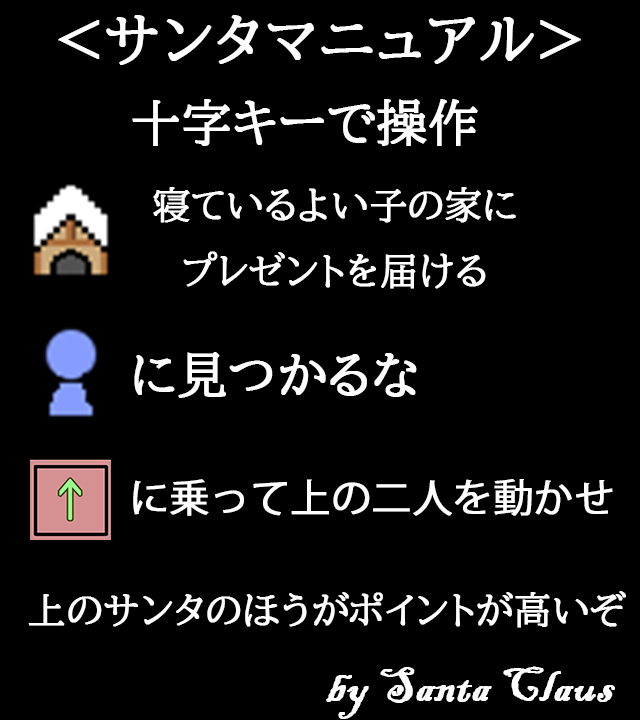 ＜サンタマニュアル＞
十字キーで操作
寝ているよい子の家に
プレゼントを届ける
に見つかるな
↑に乗って上の二人を動かせ
上のサンタのほうがポイントが高いぞ
by Santa Claus